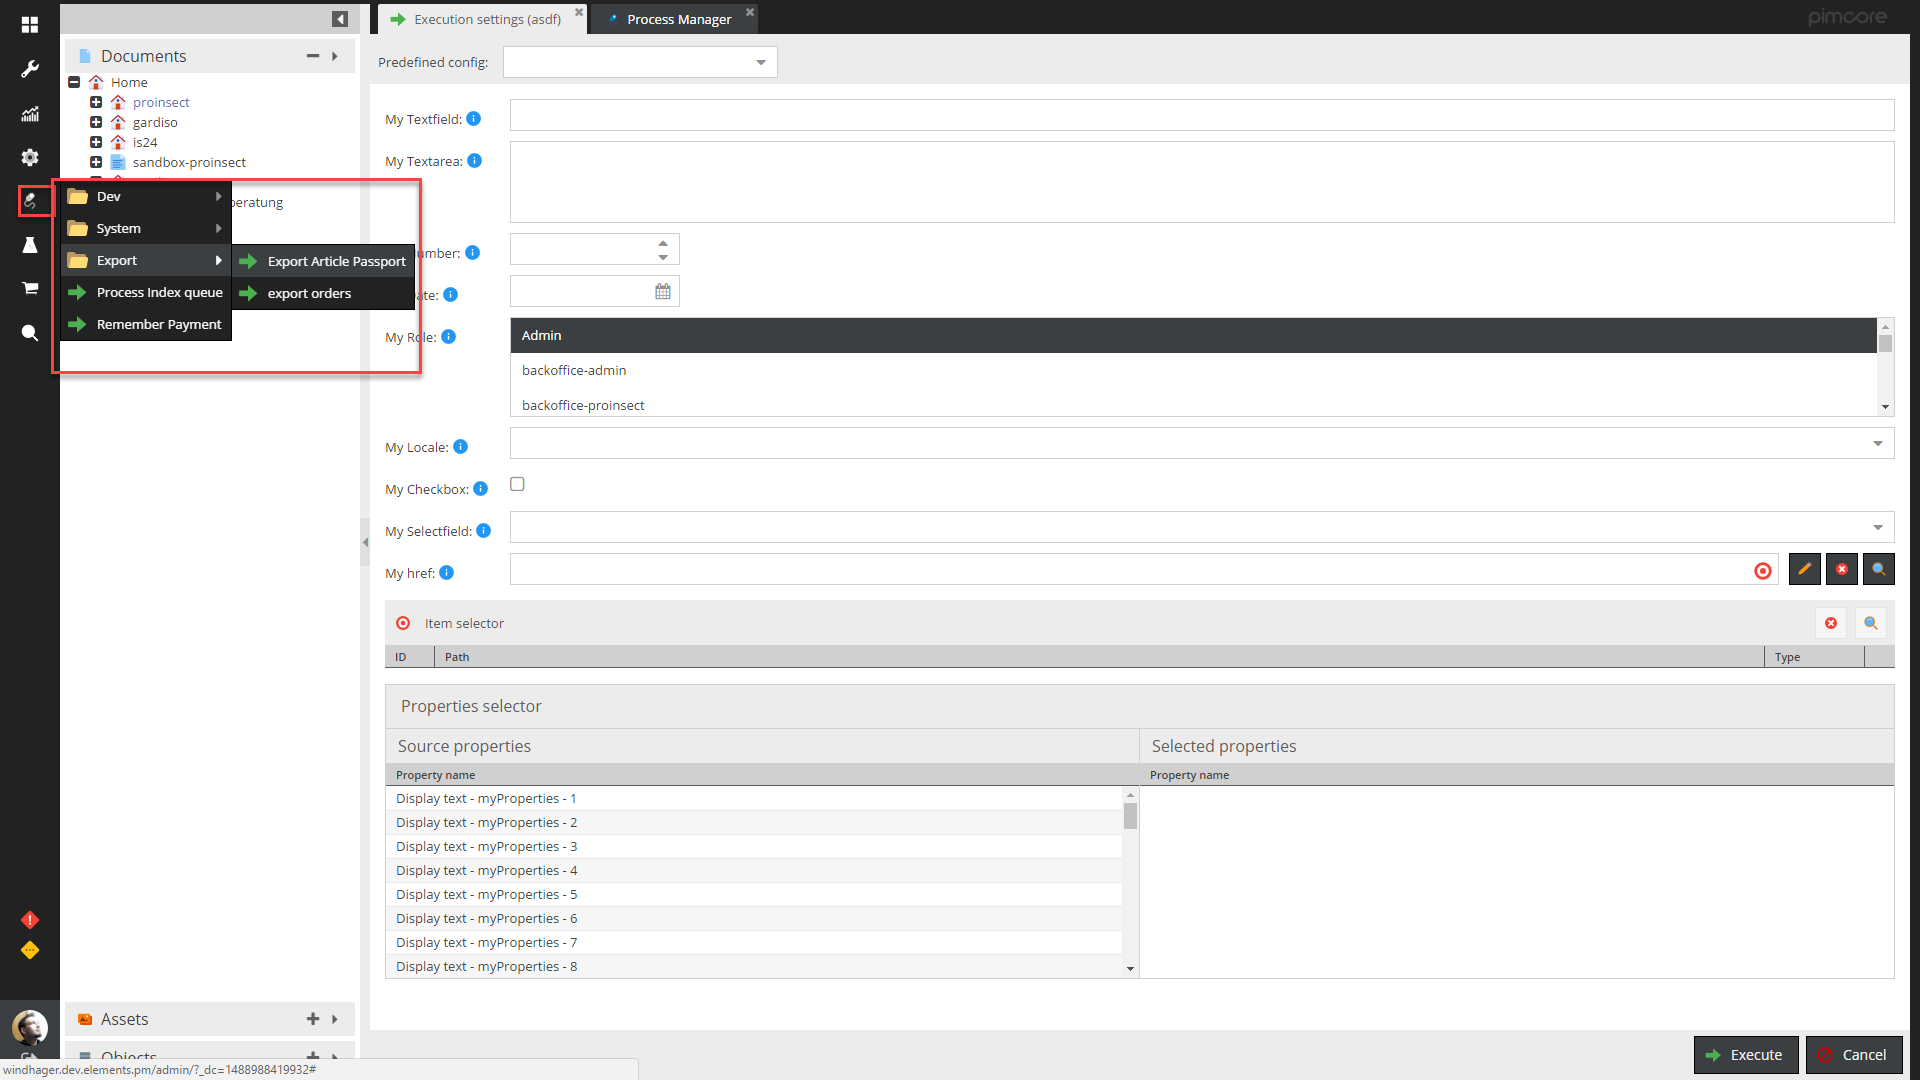 Execution settings (asdf)
Process Manager
pimcore
Documents
Predefined config:
Home
proinsect
gardiso
is24
sandbox-proinsect
beratung
Dev
System
Export
Process Index queue
Remember Payment
Export Article Passport
export orders
My Textfield:
My Textarea:
umber:
ate:
My Role:
Admin
backoffice-admin
backoffice-proinsect
My Locale:
My Checkbox:
My Selectfield:
My href:
Item selector
ID
Path
Type
Properties selector
Source properties
Selected properties
Property name
Property name
Display text - myProperties - 1
Display text - myProperties - 2
Display text - myProperties - 3
Display text - myProperties - 4
Display text - myProperties - 5
Display text - myProperties - 6
Display text - myProperties - 7
Display text - myProperties - 8
Assets
Objects
windhager.dev.elements.pm/admin/?_dc=1488988419932#
Execute
Cancel